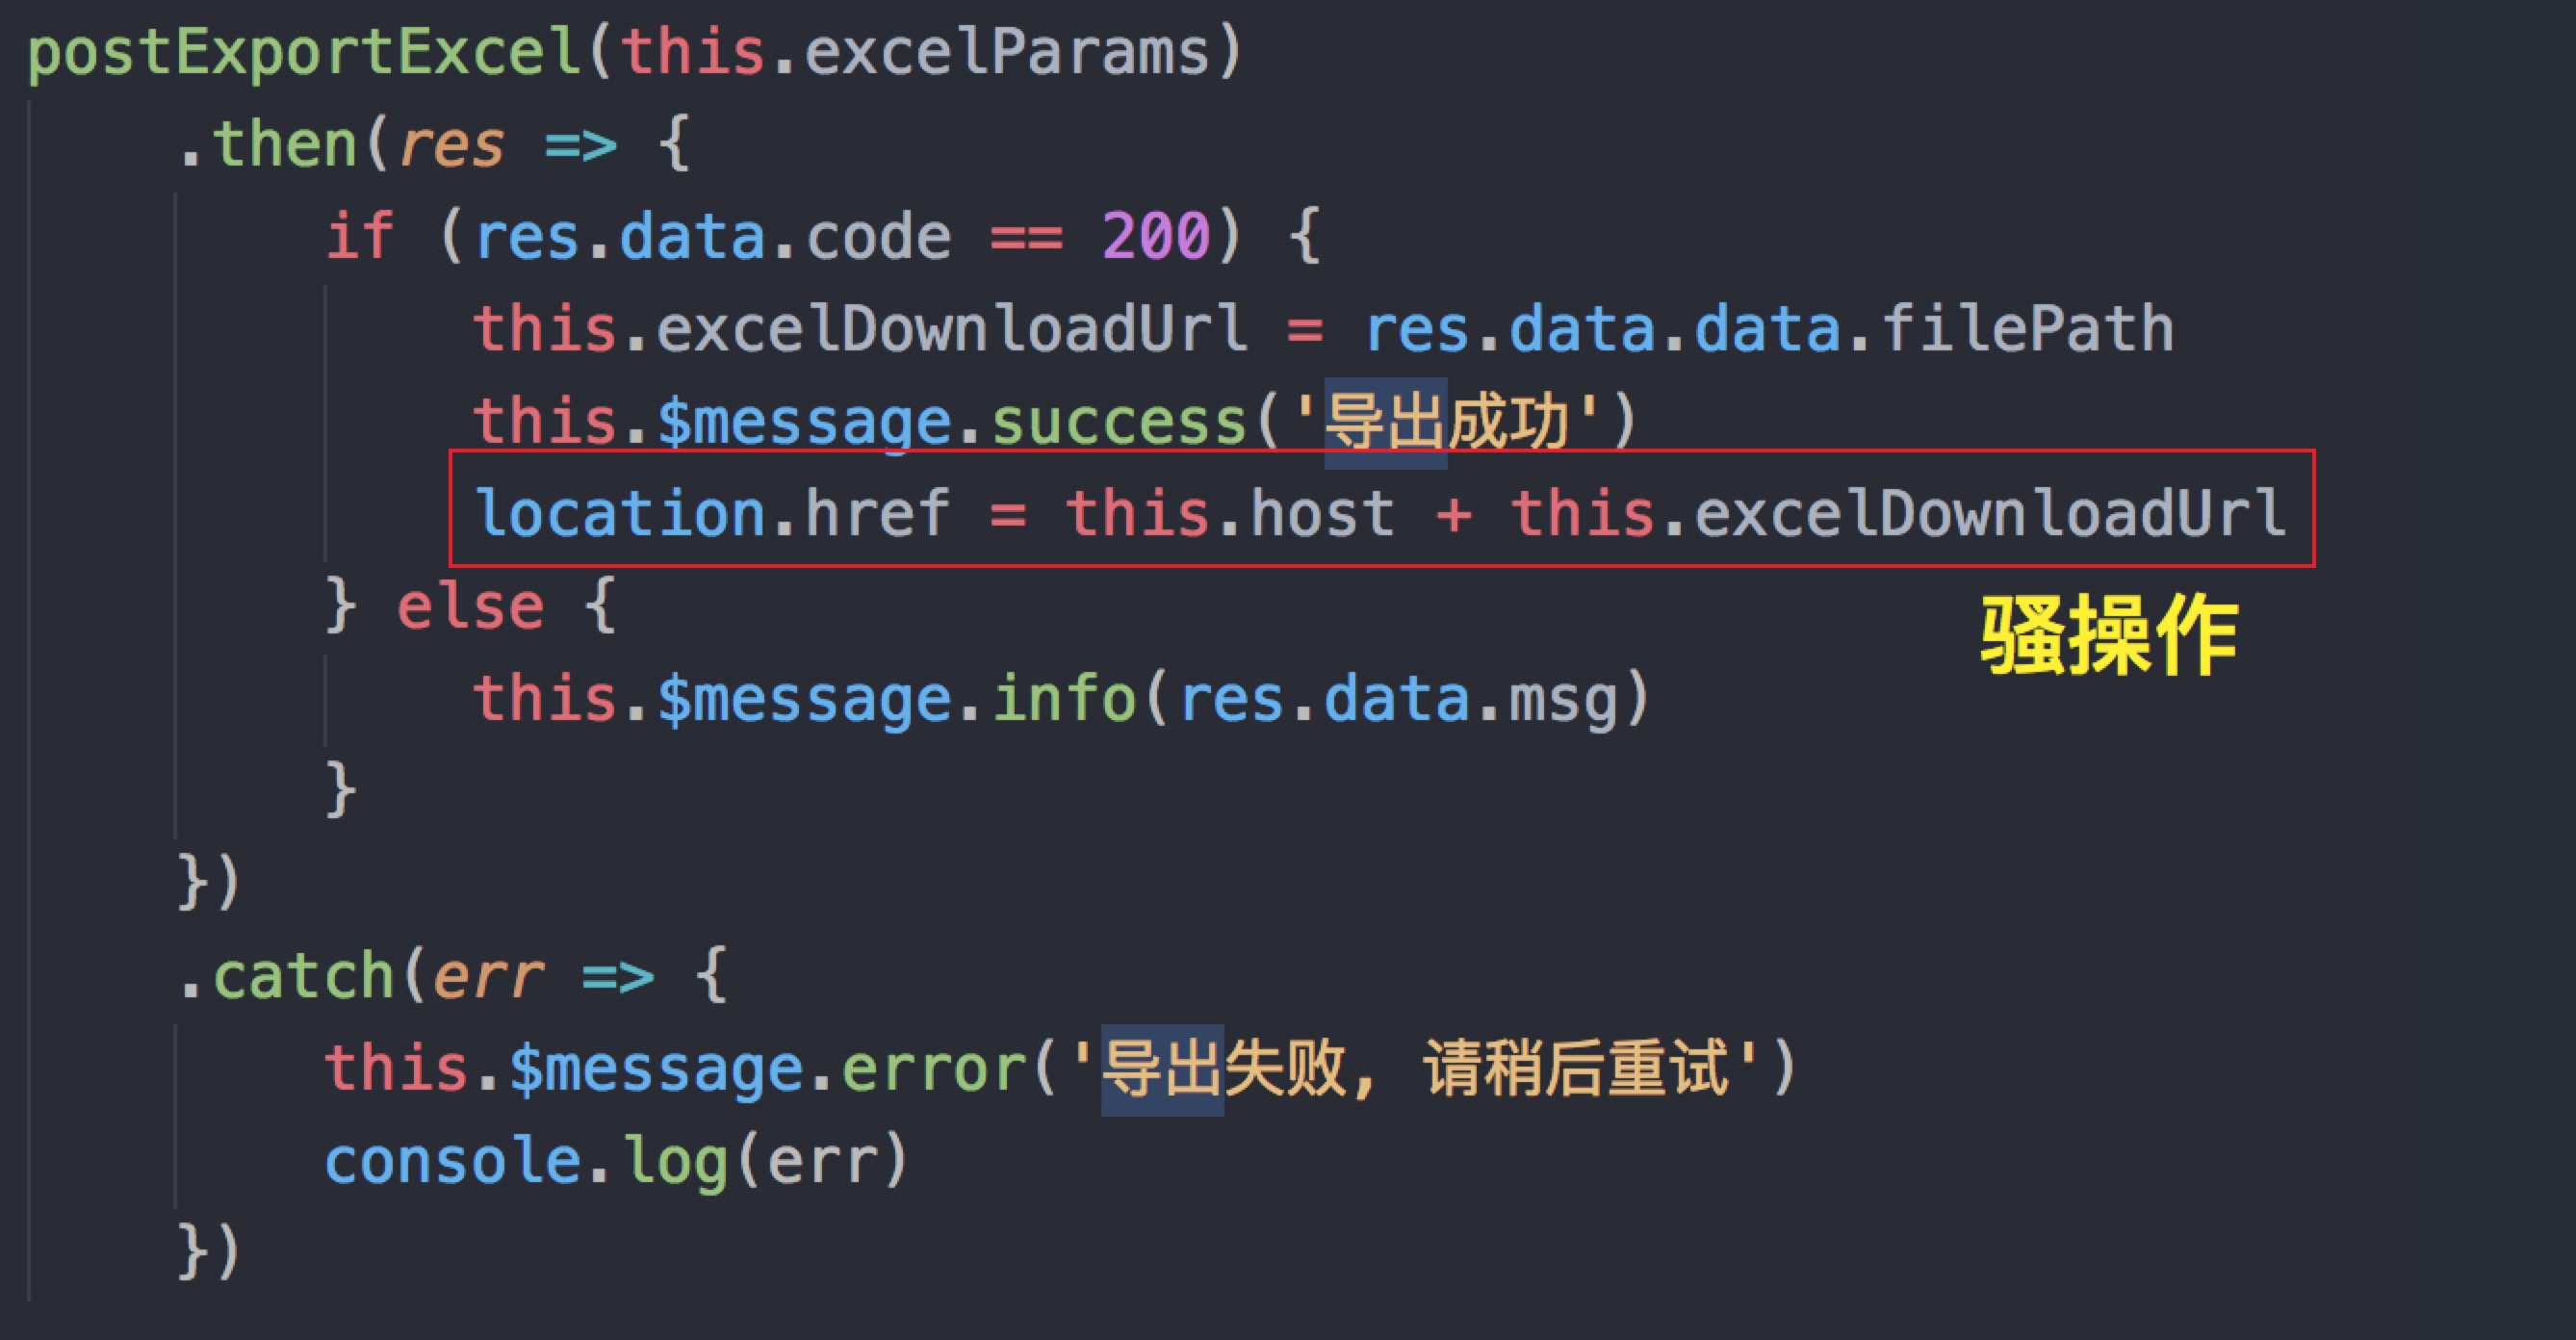 postExportExcel(this.excelParams)
.then(res => {
if (res.data.code == 200) {
this.excelDownloadUrl = res.data.data.filePath
this.$message.success('导出成功')
location.href = this.host + this.excelDownloadUrl
} else {
骚操作
this.$message.info(res.data.msg)
}
})
.catch(err => {
this.$message.error('导出失败, 请稍后重试')
console.log(err)
})